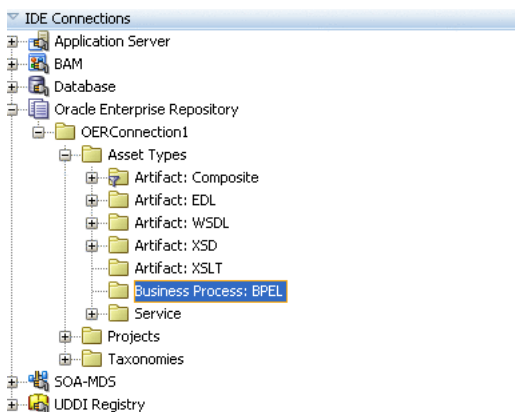 IDE Connections
Application Server
BAM
Database
Oracle Enterprise Repository
OERConnection1
Asset Types
Artifact: Composite
Artifact: EDL
Artifact: WSDL
Artifact: XSD
Artifact: XSLT
Business Process: BPEL
Service
Projects
Taxonomies
SOA-MDS
UDDI Registry